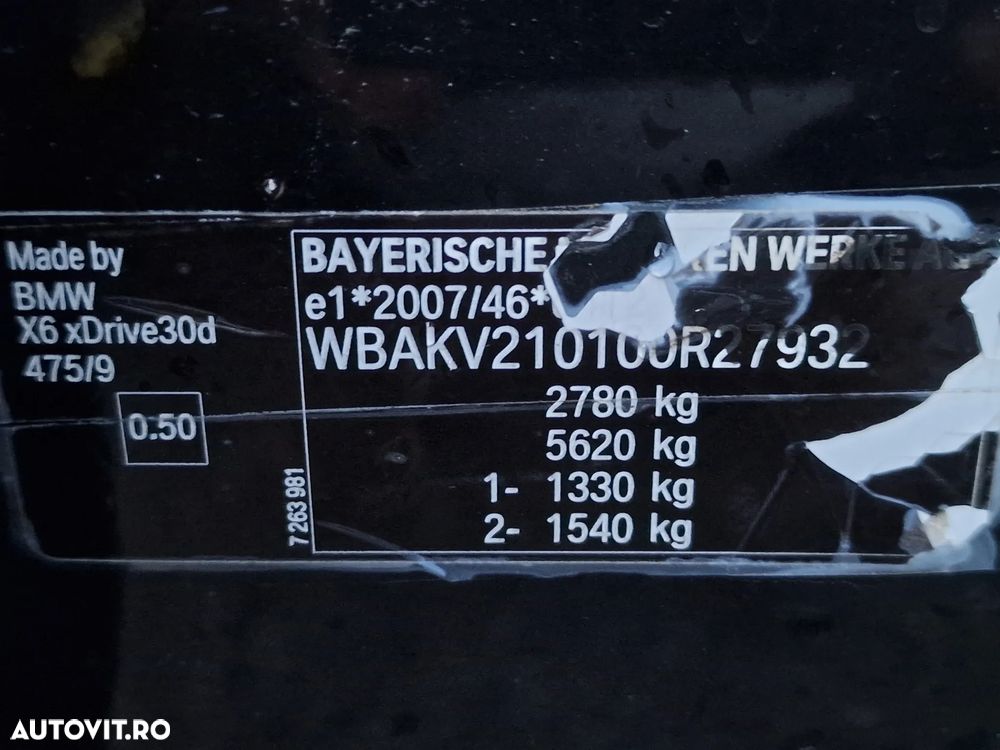 Made by
BMW
X6 xDrive30d
475/9
0.50
7 263 981
BAYERISCHE WERKE AG
e1*2007/46*
WBAKV210100R27932
2780 kg
5620 kg
1- 1330 kg
2- 1540 kg
AUTOVIT.RO